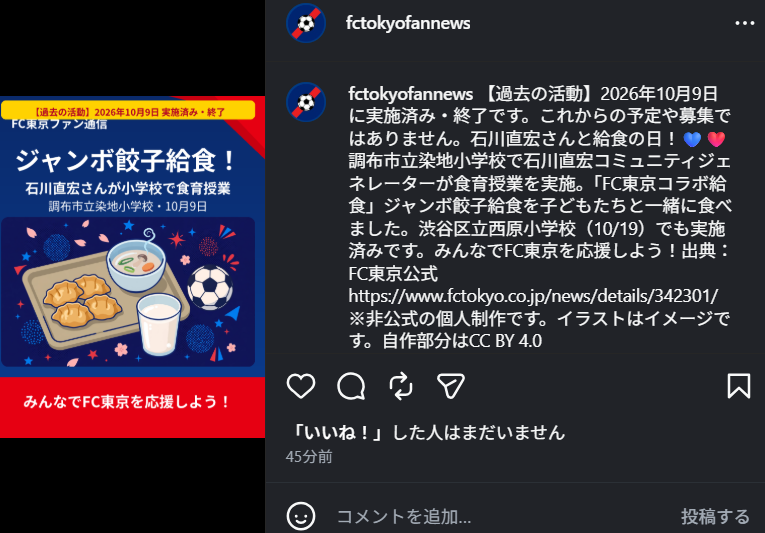 【過去の活動】2026年10月9日 実施済み・終了
FC東京ファン通信
ジャンボ餃子給食！
石川直宏さんが小学校で食育授業
調布市立染地小学校・10月9日
みんなでFC東京を応援しよう！
fctokyofannews
fctokyofannews 【過去の活動】2026年10月9日
に実施済み・終了です。これからの予定や募集で
はありません。石川直宏さんと給食の日！💙❤️
調布市立染地小学校で石川直宏コミュニティジェ
ネレーターが食育授業を実施。「FC東京コラボ給
食」ジャンボ餃子給食を子どもたちと一緒に食べ
ました。渋谷区立西原小学校（10/19）でも実施
済みです。みんなでFC東京を応援しよう！出典：
FC東京公式
https://www.fctokyo.co.jp/news/details/342301/
※非公式の個人制作です。イラストはイメージで
す。自作部分はCC BY 4.0
「いいね！」した人はまだいません
45分前
コメントを追加...
投稿する